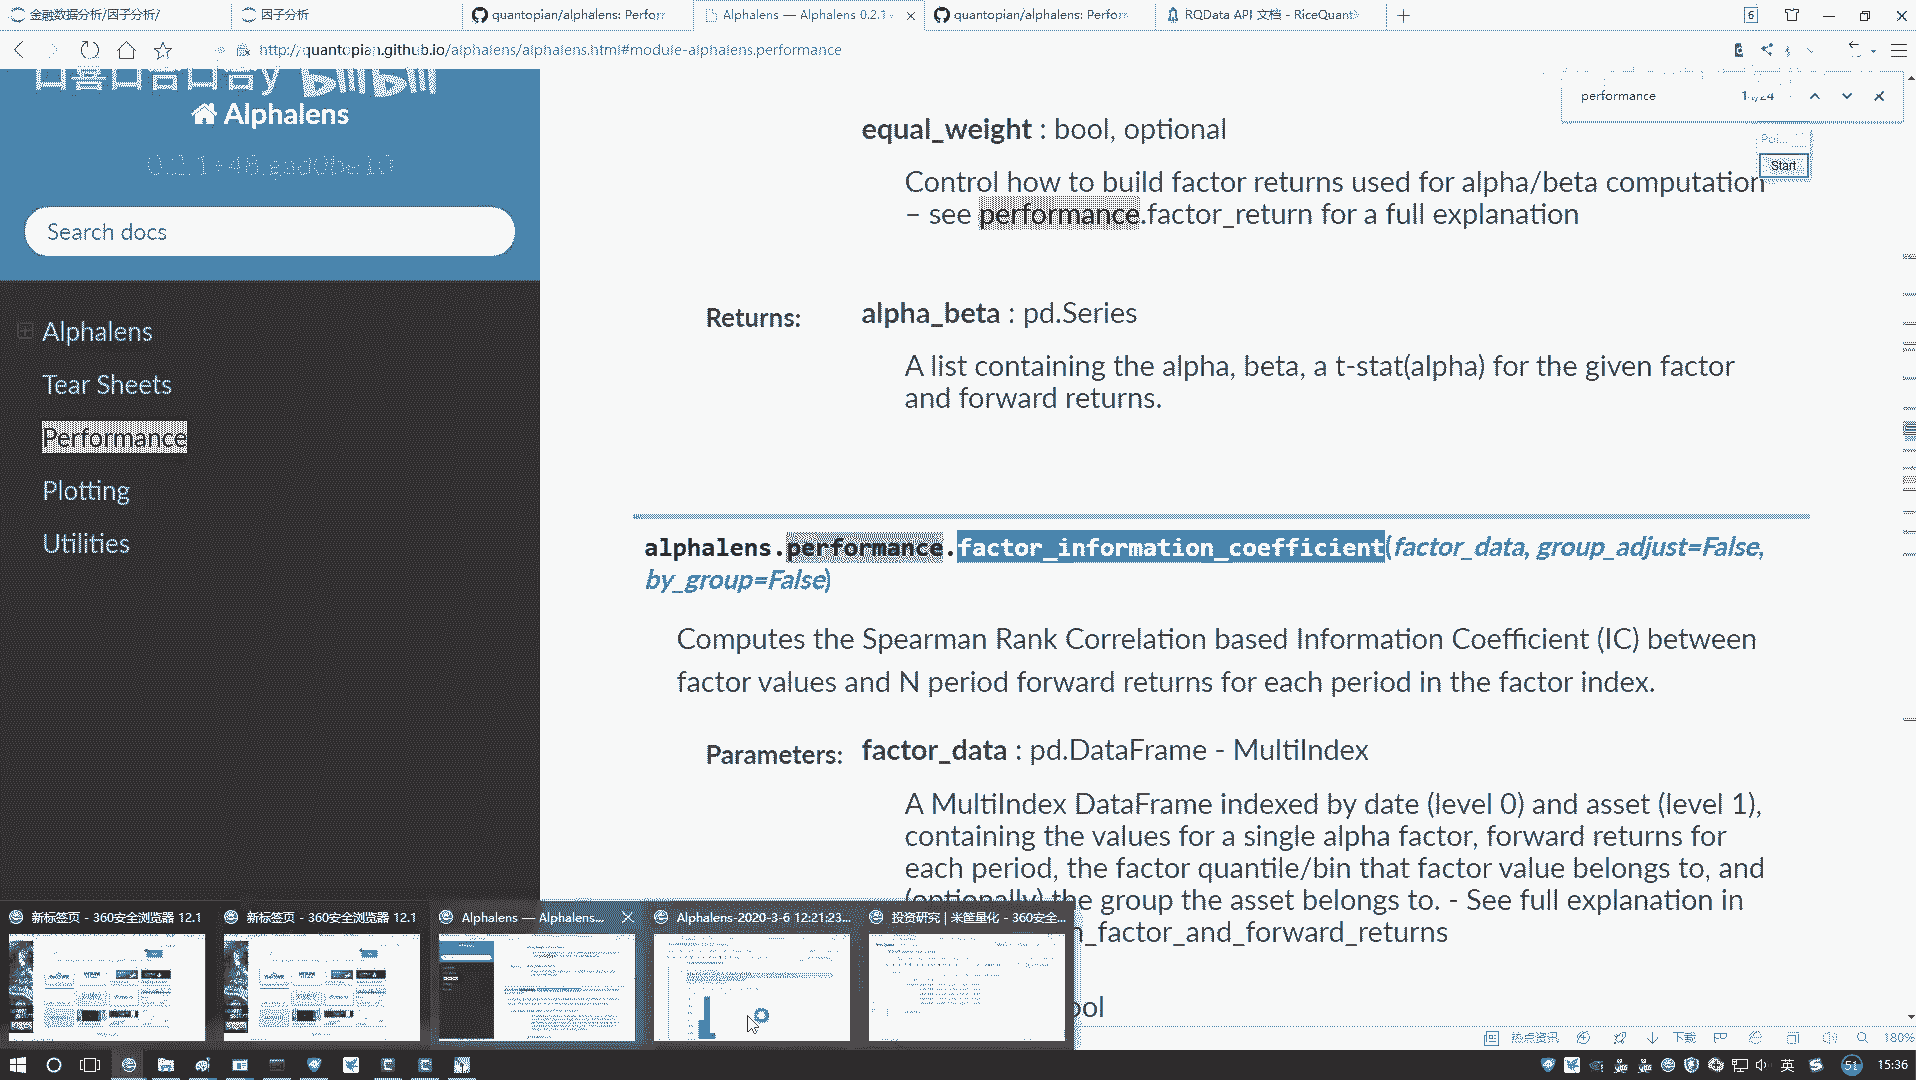 金融数据分析/因子分析/
因子分析
quantopian/alphalens: Perfor
Alphalens — Alphalens 0.2.1
quantopian/alphalens: Perfor
RQData API 文档 - RiceQuant
6
http://quantopian.github.io/alphalens/alphalens.html#module-alphalens.performance
Alphalens
Search docs
Alphalens
Tear Sheets
Performance
Plotting
Utilities
performance
Start
equal_weight : bool, optional
Control how to build factor returns used for alpha/beta computation
– see performance.factor_return for a full explanation
Returns:
alpha_beta : pd.Series
A list containing the alpha, beta, a t-stat(alpha) for the given factor
and forward returns.
alphalens.performance.factor_information_coefficient(factor_data, group_adjust=False,
by_group=False)
Computes the Spearman Rank Correlation based Information Coefficient (IC) between
factor values and N period forward returns for each period in the factor index.
Parameters:
factor_data : pd.DataFrame - MultiIndex
A MultiIndex DataFrame indexed by date (level 0) and asset (level 1),
containing the values for a single alpha factor, forward returns for
each period, the factor quantile/bin that factor value belongs to, and
(optionally) the group the asset belongs to. - See full explanation in
_factor_and_forward_returns
ool
新标签页 - 360安全浏览器 12.1
新标签页 - 360安全浏览器 12.1
Alphalens — Alphalens...
Alphalens-2020-3-6 12:21:23...
投资研究 | 米筐量化 - 360安全...
热点资讯
下载
180%
英
51
15:36